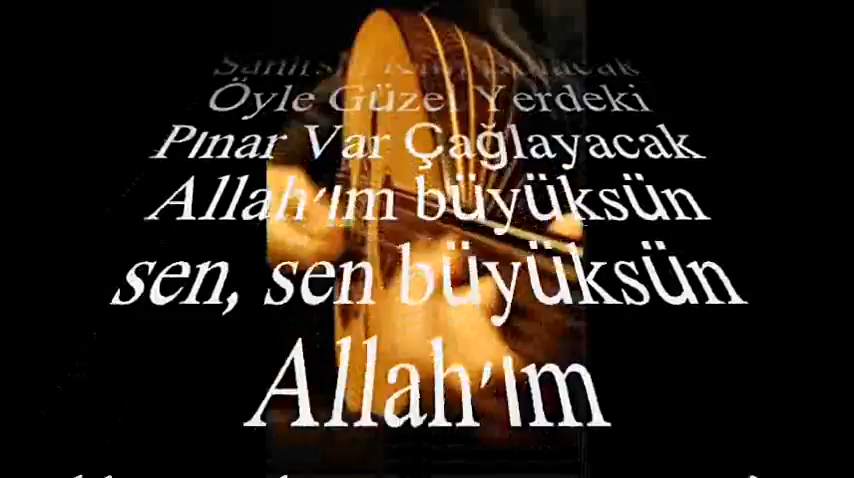 Öyle Güzel Yerdeki
Pınar Var Çağlayacak
Allah'ım büyüksün
sen, sen büyüksün
Allah'ım